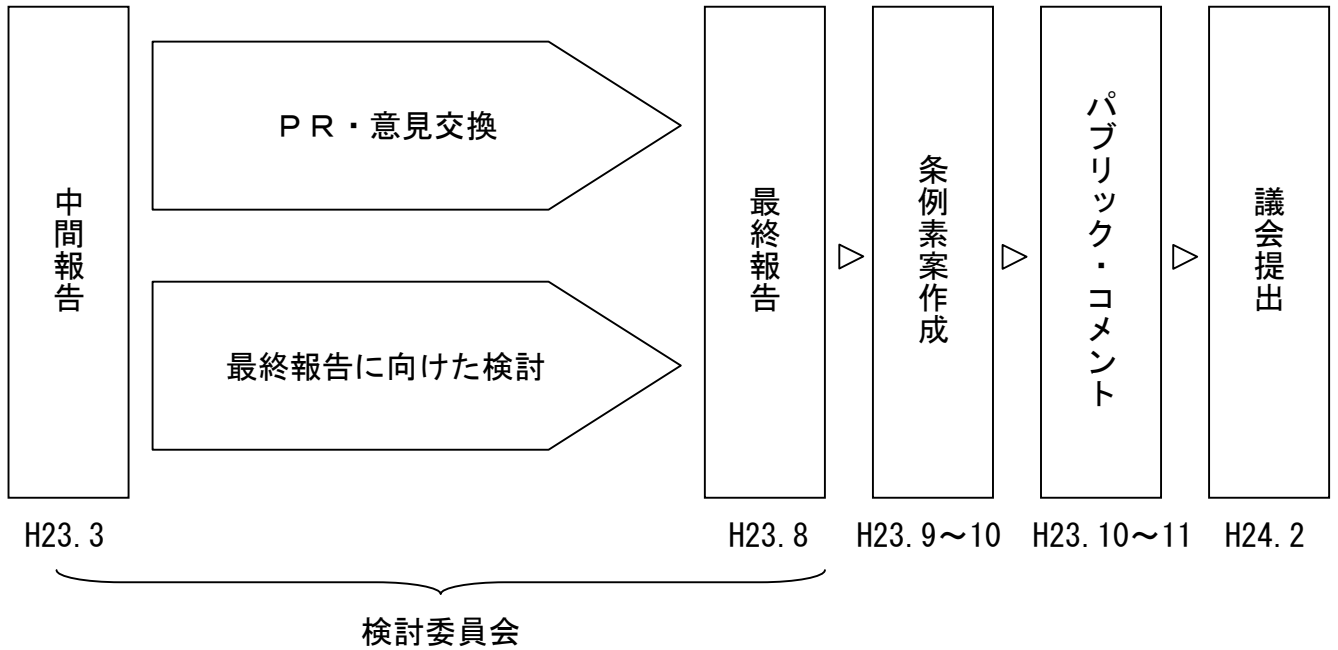 中間報告
ＰＲ・意見交換
最終報告に向けた検討
最終報告
条例素案作成
パブリック・コメント
議会提出
H23.3
H23.8
H23.9～10
H23.10～11
H24.2
検討委員会